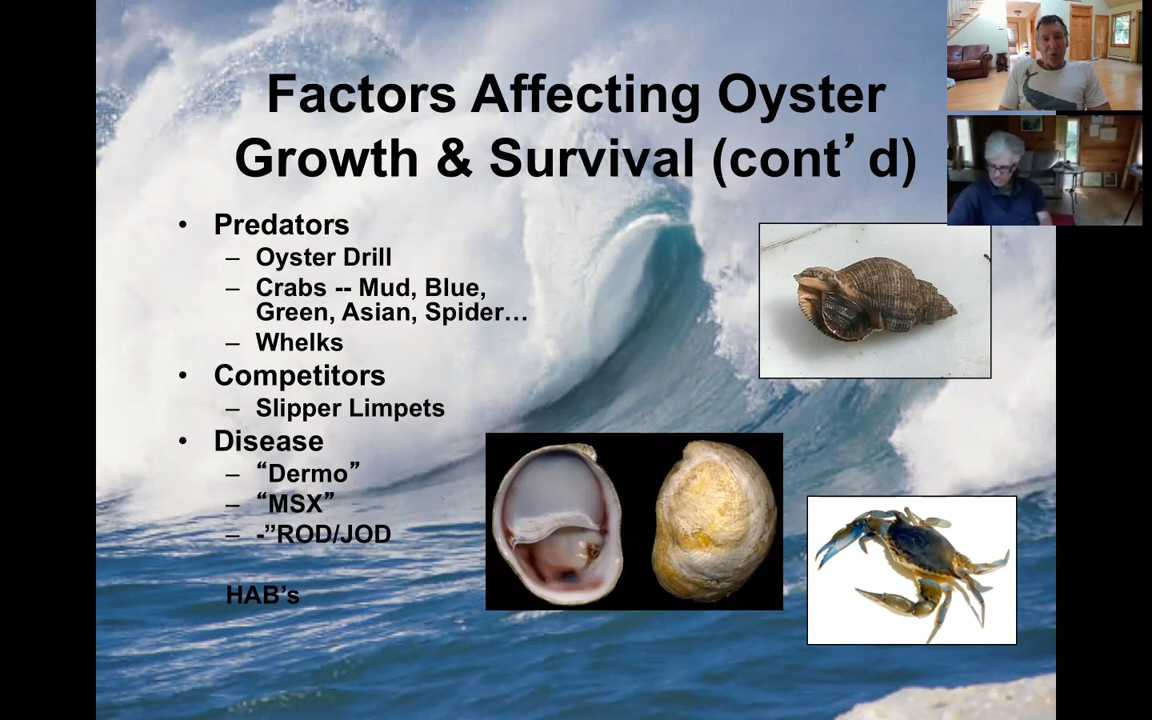 Factors Affecting Oyster
Growth & Survival (cont’d)
• Predators
– Oyster Drill
– Crabs -- Mud, Blue,
Green, Asian, Spider…
– Whelks
• Competitors
– Slipper Limpets
• Disease
– “Dermo”
– “MSX”
– -”ROD/JOD
HAB’s